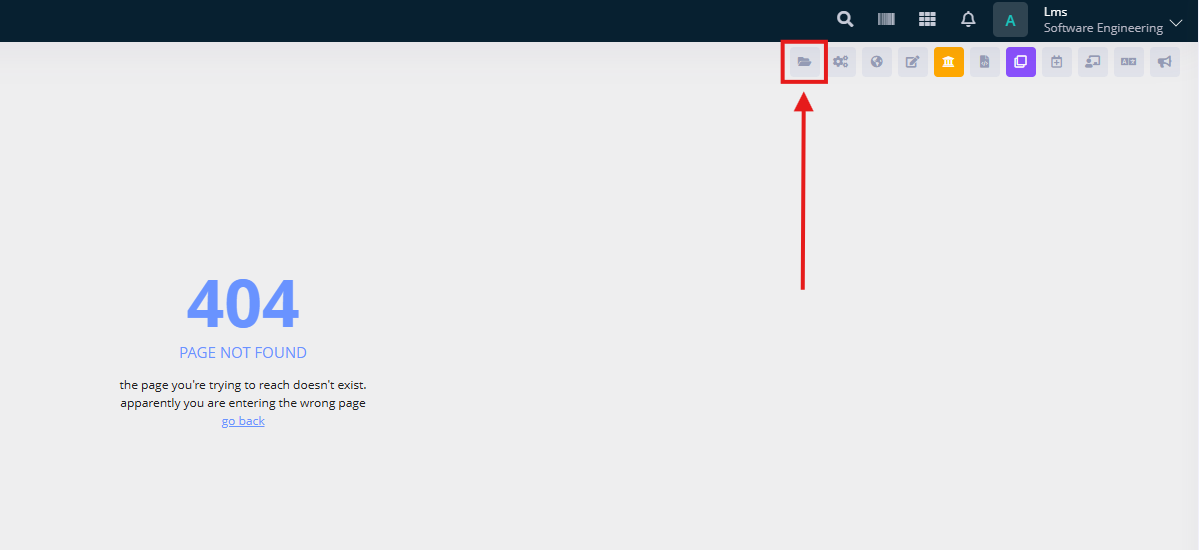 A
Lms
Software Engineering
404
PAGE NOT FOUND
the page you're trying to reach doesn't exist.
apparently you are entering the wrong page
go back